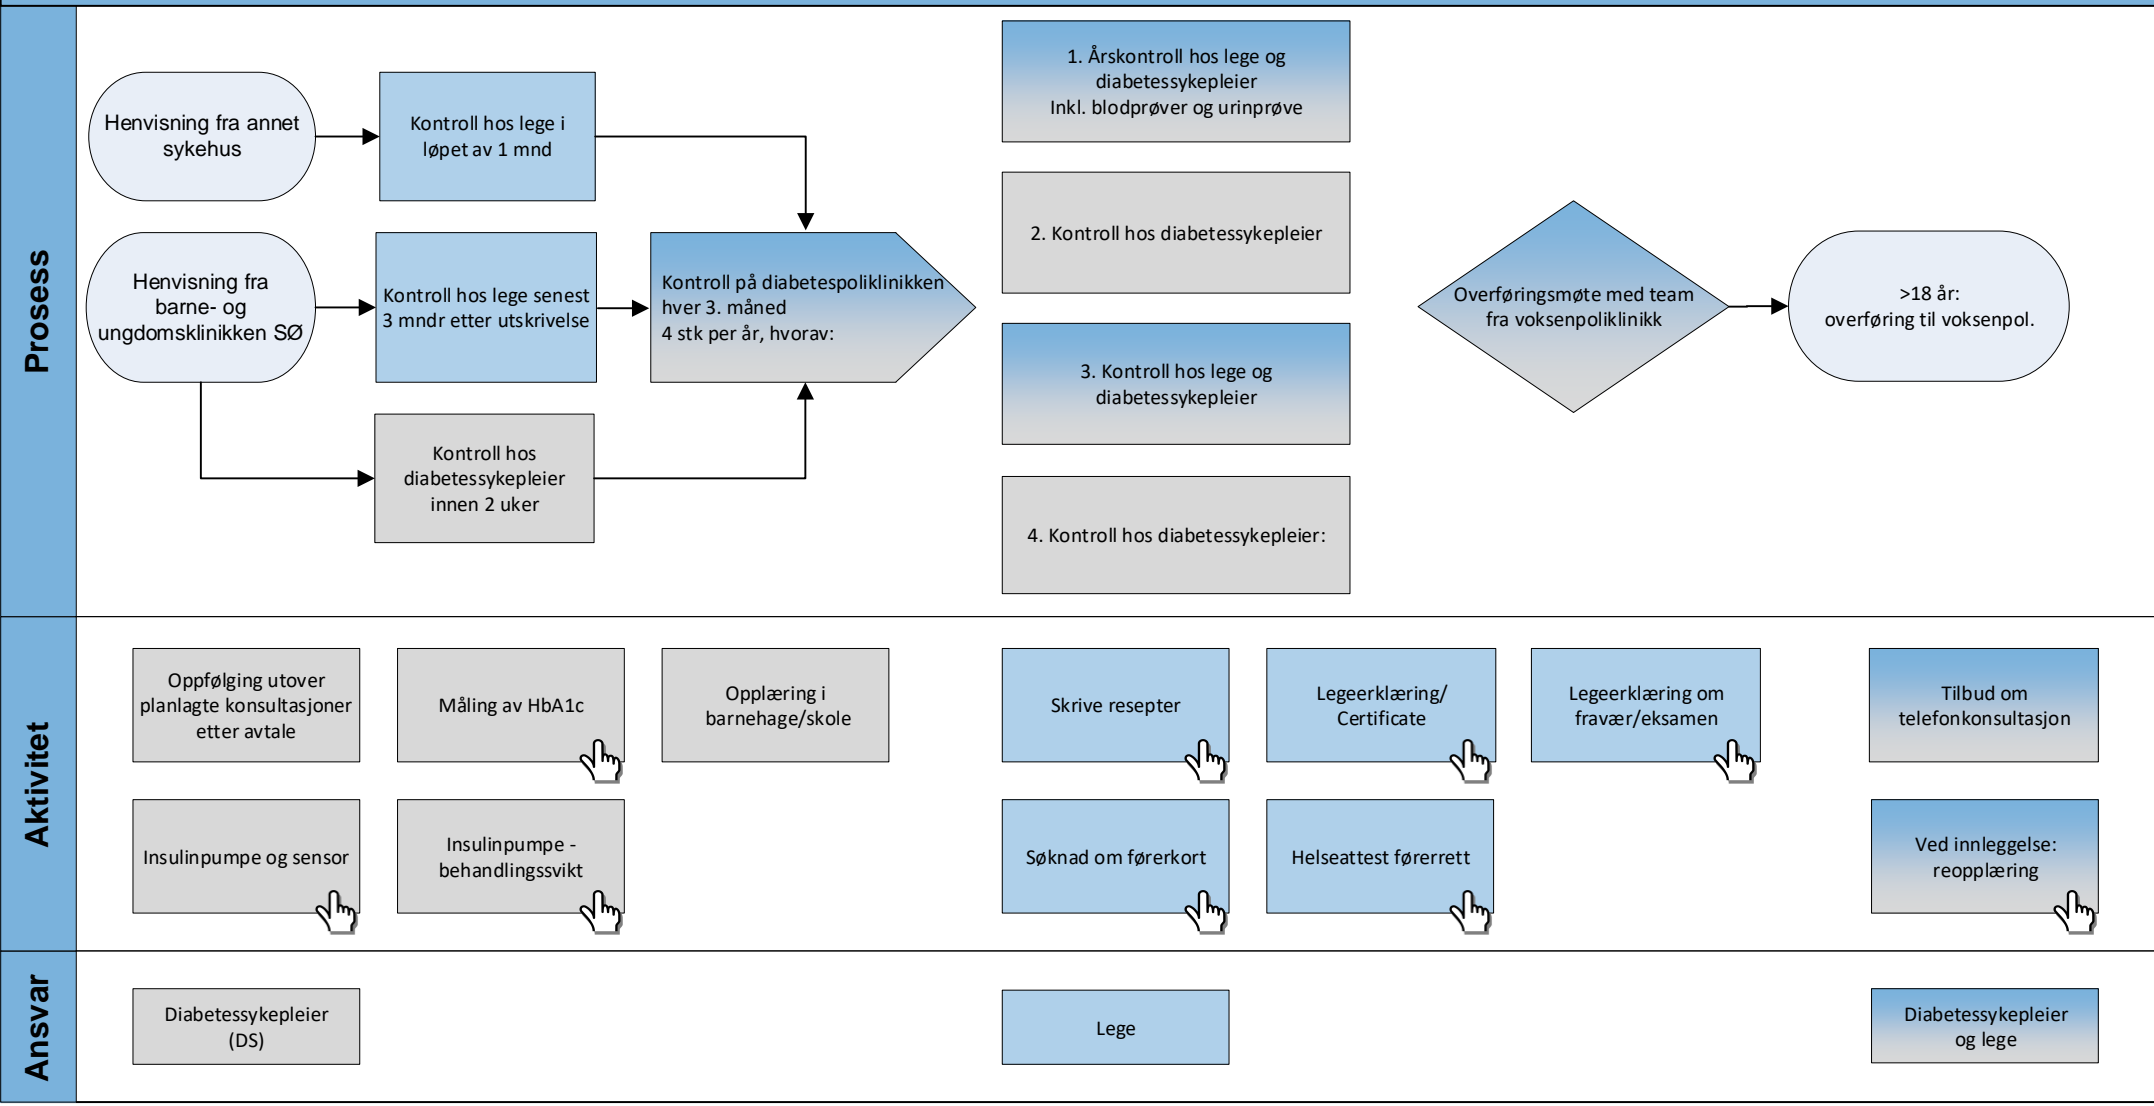 Prosess
Henvisning fra annet
sykehus
Kontroll hos lege i
løpet av 1 mnd
Henvisning fra
barne- og
ungdomsklinikken SØ
Kontroll hos lege senest
3 mndr etter utskrivelse
Kontroll hos
diabetessykepleier
innen 2 uker
Kontroll på diabetespoliklinikken
hver 3. måned
4 stk per år, hvorav:
1. Årskontroll hos lege og
diabetessykepleier
Inkl. blodprøver og urinprøve
2. Kontroll hos diabetessykepleier
3. Kontroll hos lege og
diabetessykepleier
4. Kontroll hos diabetessykepleier:
Overføringsmøte med team
fra voksenpoliklinikk
>18 år:
overføring til voksenpol.
Aktivitet
Oppfølging utover
planlagte konsultasjoner
etter avtale
Måling av HbA1c
Opplæring i
barnehage/skole
Skrive resepter
Legeerklæring/
Certificate
Legeerklæring om
fravær/eksamen
Tilbud om
telefonkonsultasjon
Insulinpumpe og sensor
Insulinpumpe -
behandlingssvikt
Søknad om førerkort
Helseattest førerrett
Ved innleggelse:
reopplæring
Ansvar
Diabetessykepleier
(DS)
Lege
Diabetessykepleier
og lege